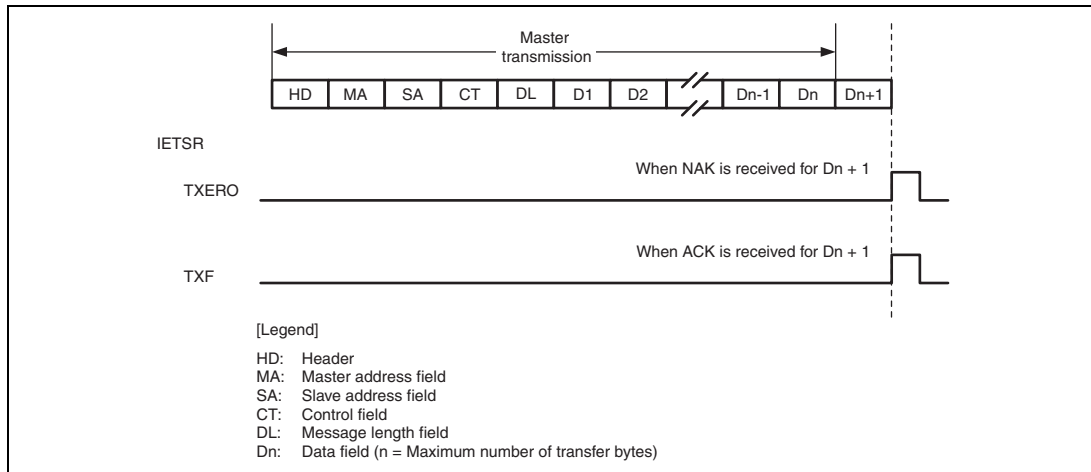 Master
transmission
HD MA SA CT DL D1 D2 Dn-1 Dn Dn+1
IETSR
When NAK is received for Dn + 1
TXERO
When ACK is received for Dn + 1
TXF
[Legend]
HD: Header
MA: Master address field
SA: Slave address field
CT: Control field
DL: Message length field
Dn: Data field (n = Maximum number of transfer bytes)